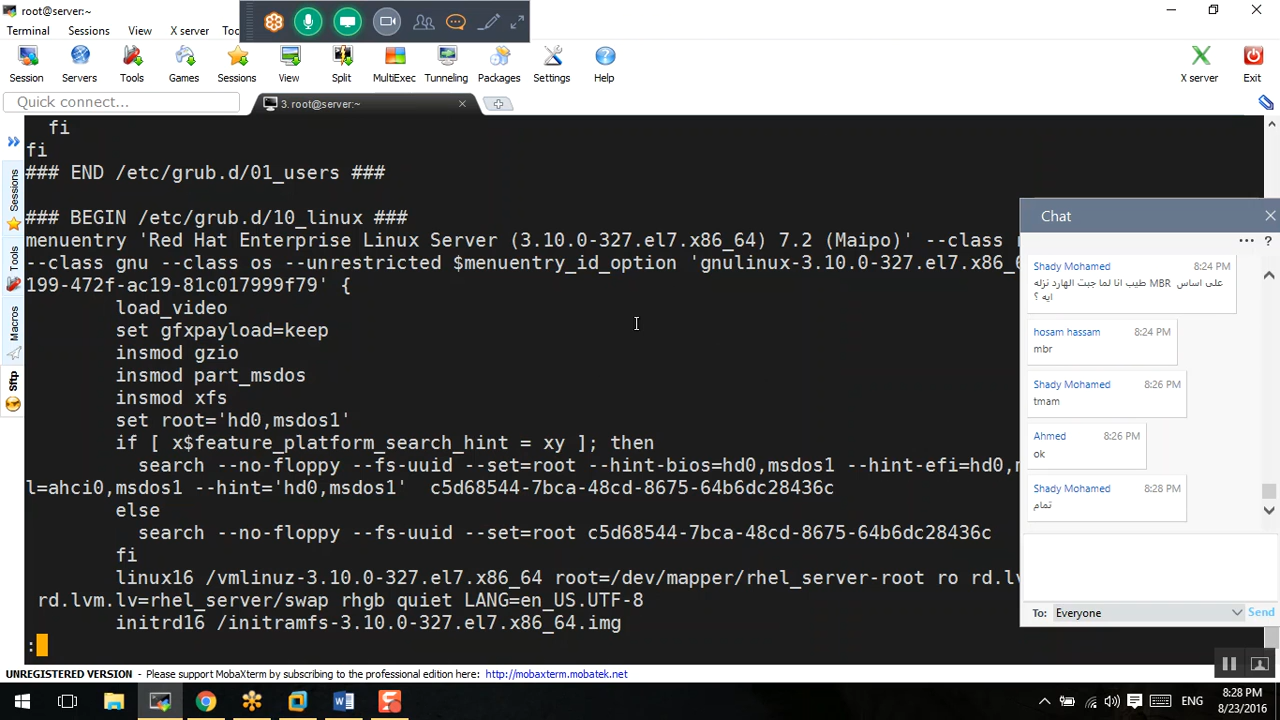 root@server:~
Terminal Sessions View X server Too
Session Servers Tools Games Sessions View Split MultiExec Tunneling Packages Settings Help X server Exit
Quick connect...
3. root@server:~
Sessions
Tools
Macros
Sftp
fi
fi
### END /etc/grub.d/01_users ###
### BEGIN /etc/grub.d/10_linux ###
menuentry 'Red Hat Enterprise Linux Server (3.10.0-327.el7.x86_64) 7.2 (Maipo)' --class
--class gnu --class os --unrestricted $menuentry_id_option 'gnulinux-3.10.0-327.el7.x86_
199-472f-ac19-81c017999f79' {
load_video
set gfxpayload=keep
insmod gzio
insmod part_msdos
insmod xfs
set root='hd0,msdos1'
if [ x$feature_platform_search_hint = xy ]; then
search --no-floppy --fs-uuid --set=root --hint-bios=hd0,msdos1 --hint-efi=hd0,
l=ahci0,msdos1 --hint='hd0,msdos1' c5d68544-7bca-48cd-8675-64b6dc28436c
else
search --no-floppy --fs-uuid --set=root c5d68544-7bca-48cd-8675-64b6dc28436c
fi
linux16 /vmlinuz-3.10.0-327.el7.x86_64 root=/dev/mapper/rhel_server-root ro rd.l
rd.lvm.lv=rhel_server/swap rhgb quiet LANG=en_US.UTF-8
initrd16 /initramfs-3.10.0-327.el7.x86_64.img
:
Chat
Shady Mohamed 8:24 PM
طيب انا لما جبت الهارد نزله MBR على اساس
ايه ؟
hosam hassam 8:24 PM
mbr
Shady Mohamed 8:26 PM
tmam
Ahmed 8:26 PM
ok
Shady Mohamed 8:28 PM
تمام
To: Everyone Send
UNREGISTERED VERSION - Please support MobaXterm by subscribing to the professional edition here: http://mobaxterm.mobatek.net
ENG
8:28 PM
8/23/2016